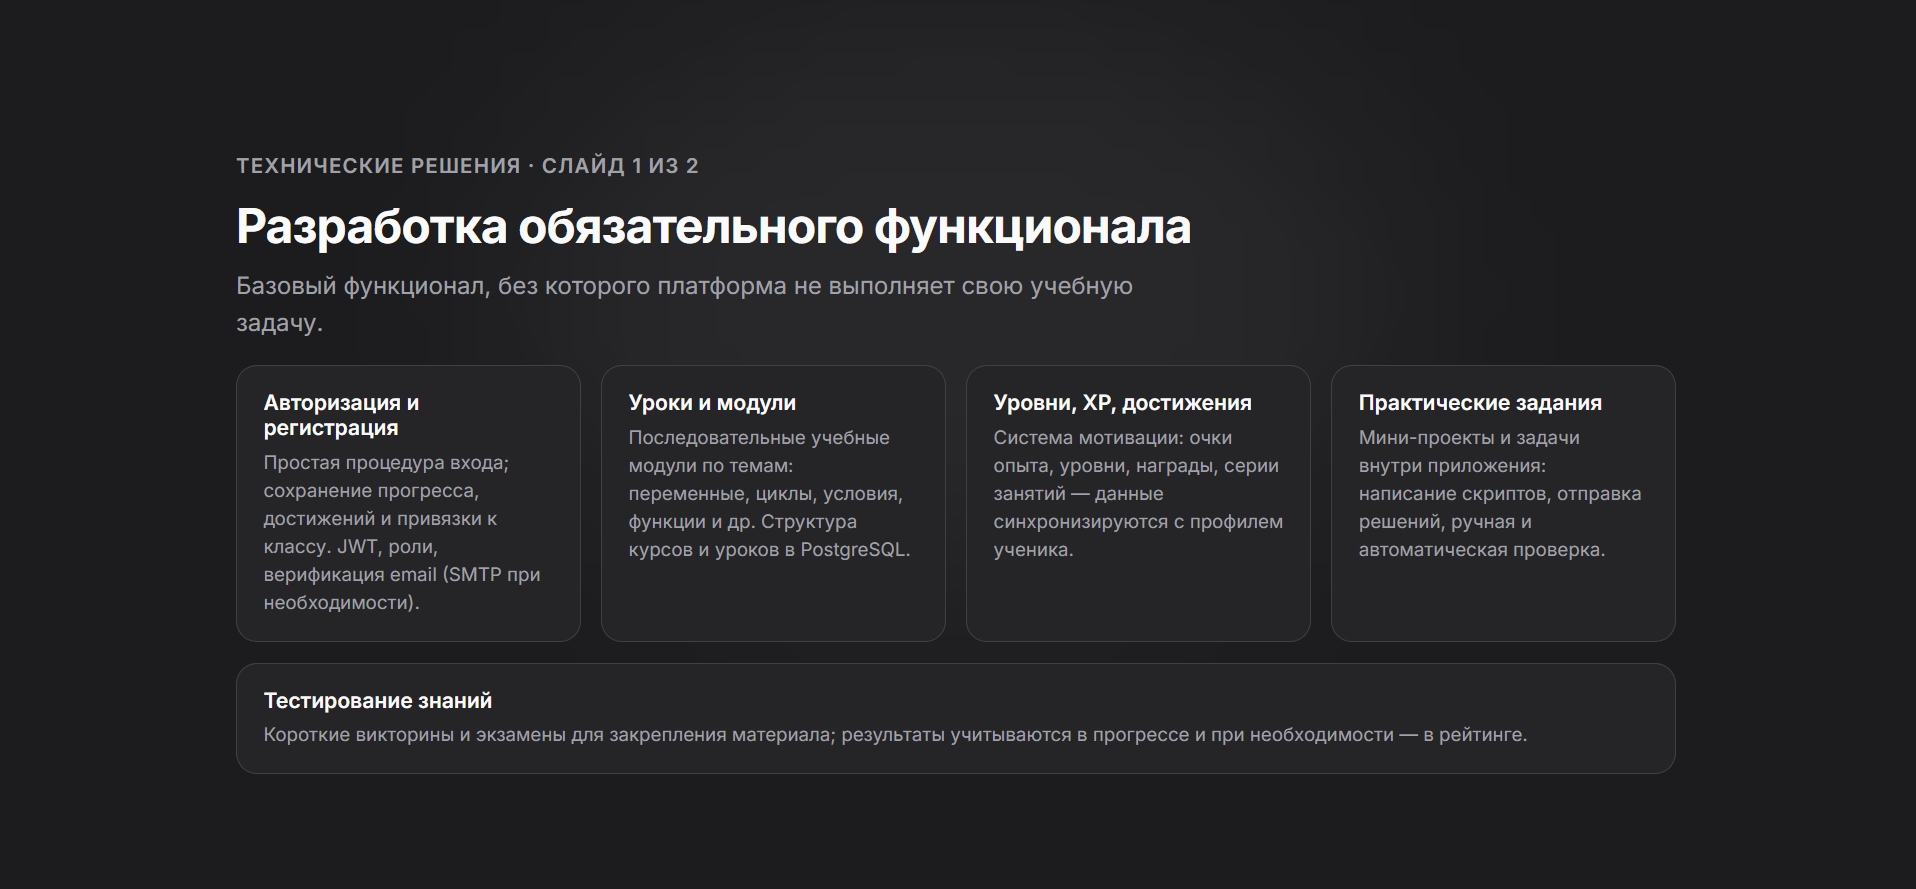 ТЕХНИЧЕСКИЕ РЕШЕНИЯ · СЛАЙД 1 ИЗ 2
Разработка обязательного функционала
Базовый функционал, без которого платформа не выполняет свою учебную
задачу.
Авторизация и
регистрация
Простая процедура входа;
сохранение прогресса,
достижений и привязки к
классу. JWT, роли,
верификация email (SMTP при
необходимости).
Уроки и модули
Последовательные учебные
модули по темам:
переменные, циклы, условия,
функции и др. Структура
курсов и уроков в PostgreSQL.
Уровни, XP, достижения
Система мотивации: очки
опыта, уровни, награды, серии
занятий — данные
синхронизируются с профилем
ученика.
Практические задания
Мини-проекты и задачи
внутри приложения:
написание скриптов, отправка
решений, ручная и
автоматическая проверка.
Тестирование знаний
Короткие викторины и экзамены для закрепления материала; результаты учитываются в прогрессе и при необходимости — в рейтинге.